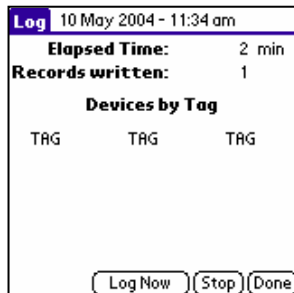 Log 10 May 2004 - 11:34 am
Elapsed Time: 2 min
Records written: 1
Devices by Tag
TAG TAG TAG
Log Now Stop Done